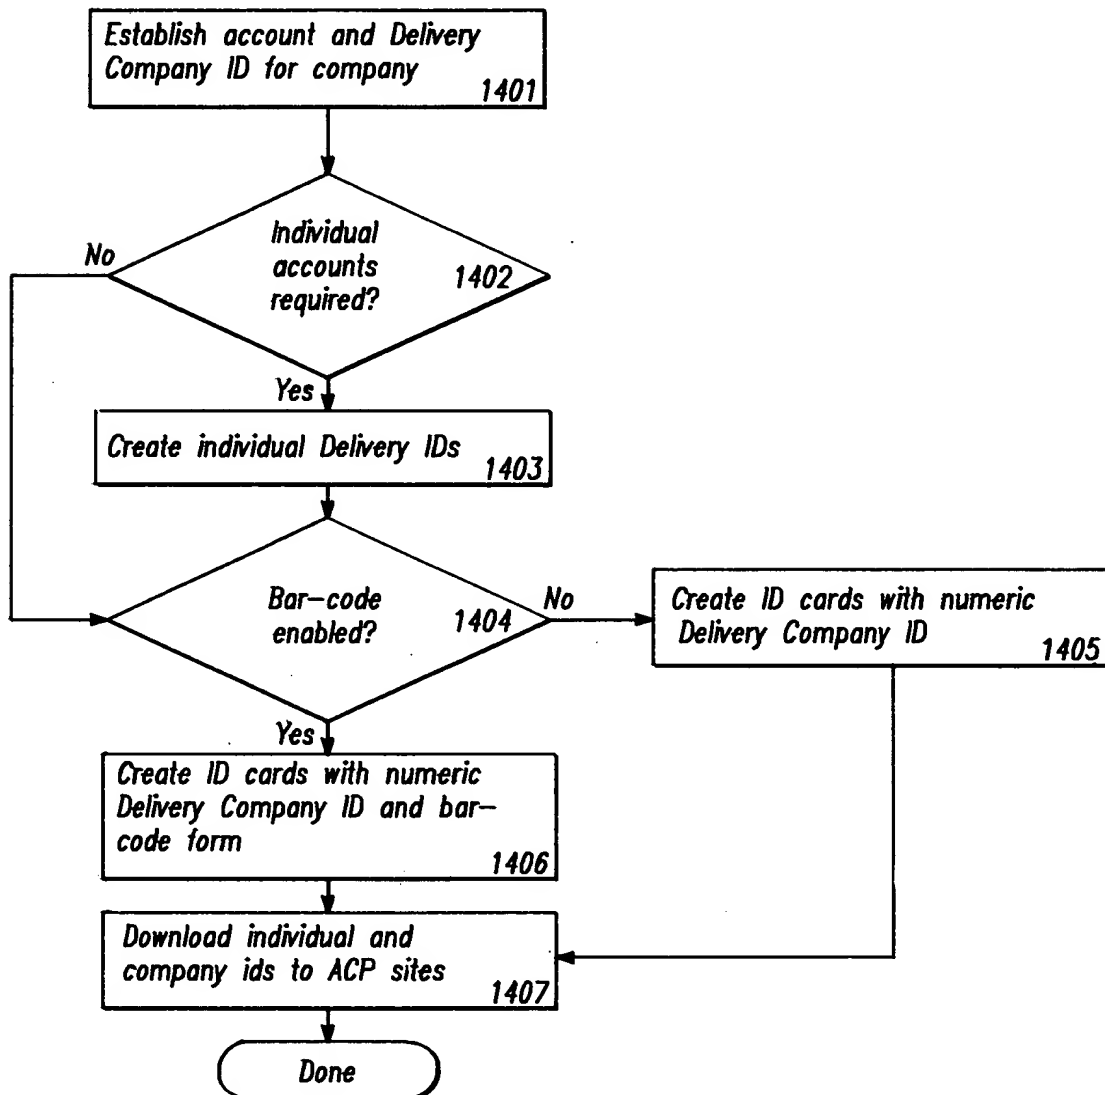 Establish account and Delivery
Company ID for company
1401
Individual
accounts
required?
1402
No
Yes
Create individual Delivery IDs
1403
Bar-code
enabled?
1404
No
Create ID cards with numeric
Delivery Company ID
1405
Yes
Create ID cards with numeric
Delivery Company ID and bar-
code form
1406
Download individual and
company ids to ACP sites
1407
Done